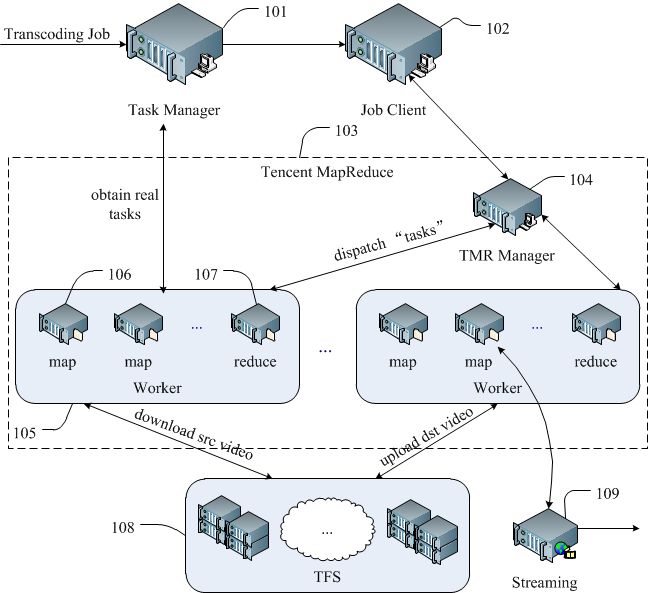 101
102
Transcoding Job
Task Manager
Job Client
103
Tencent MapReduce
104
obtain real
tasks
dispatch “tasks”
TMR Manager
106
107
map
map
...
reduce
Worker
...
map
map
...
reduce
Worker
105
download src video
upload dst video
108
...
TFS
109
Streaming